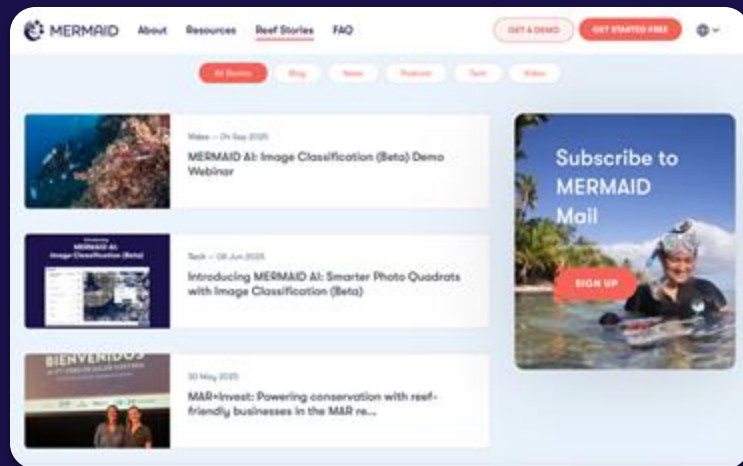 MERMAID
About
Resources
Reef Stories
FAQ
GET A DEMO
GET STARTED FREE
All Stories
Blog
News
Podcast
Tech
Video
Video — 04 Sep 2025
MERMAID AI: Image Classification (Beta) Demo
Webinar
Introducing
MERMAID AI:
Image Classification (Beta)
Tech — 08 Jun 2025
Introducing MERMAID AI: Smarter Photo Quadrats
with Image Classification (Beta)
BIENVENIDOS
30 May 2025
MAR+Invest: Powering conservation with reef-
friendly businesses in the MAR re...
Subscribe to
MERMAID
Mail
SIGN UP